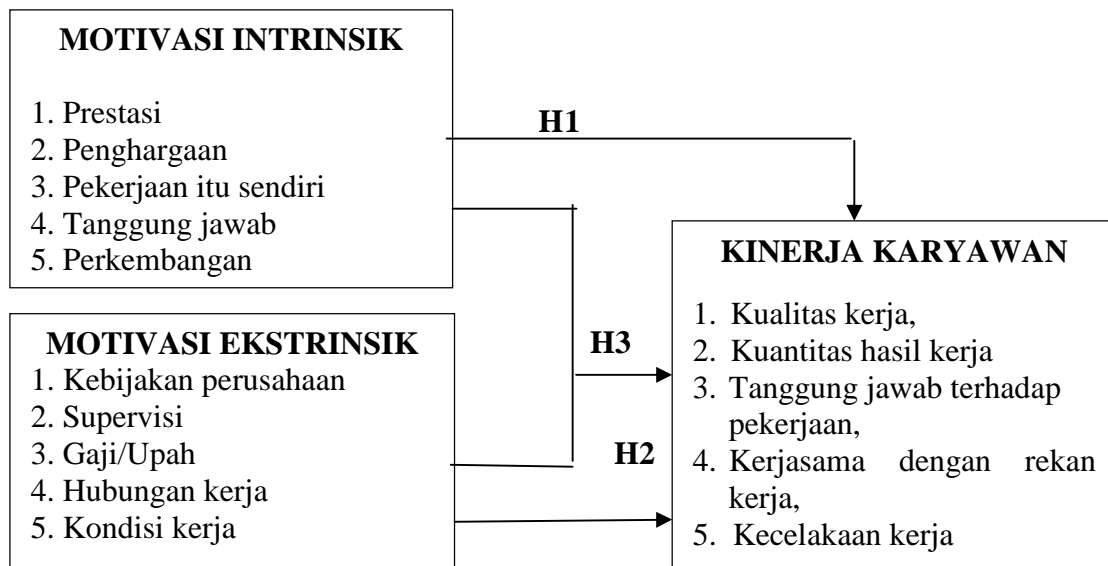 MOTIVASI INTRINSIK
1. Prestasi
2. Penghargaan
3. Pekerjaan itu sendiri
4. Tanggung jawab
5. Perkembangan
H1
MOTIVASI EKSTRINSIK
1. Kebijakan perusahaan
2. Supervisi
3. Gaji/Upah
4. Hubungan kerja
5. Kondisi kerja
H3
H2
KINERJA KARYAWAN
1. Kualitas kerja,
2. Kuantitas hasil kerja
3. Tanggung jawab terhadap
pekerjaan,
4. Kerjasama dengan rekan
kerja,
5. Kecelakaan kerja